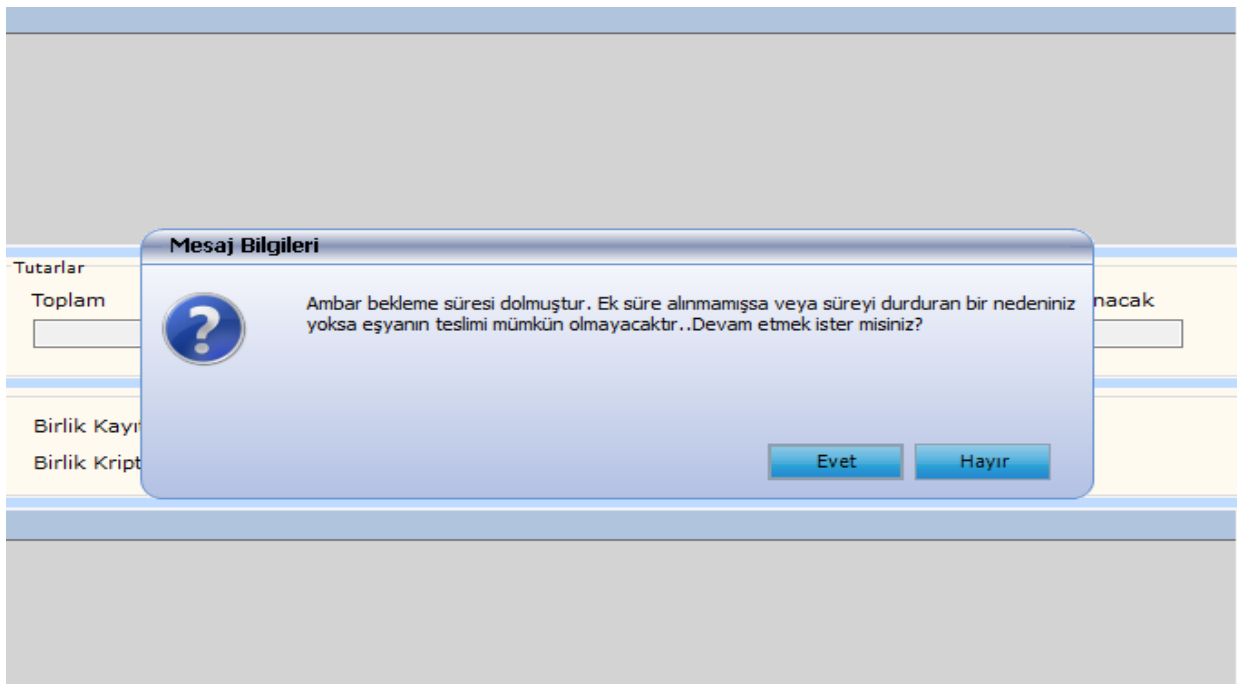 Mesaj Bilgileri
Tutarlar
Toplam
Ambar bekleme süresi dolmuştur. Ek süre alınmamışsa veya süreyi durduran bir nedeniniz
yoksa eşyanın teslimi mümkün olmayacaktır..Devam etmek ister misiniz?
nacak
Birlik Kayı
Birlik Kript
Evet
Hayır